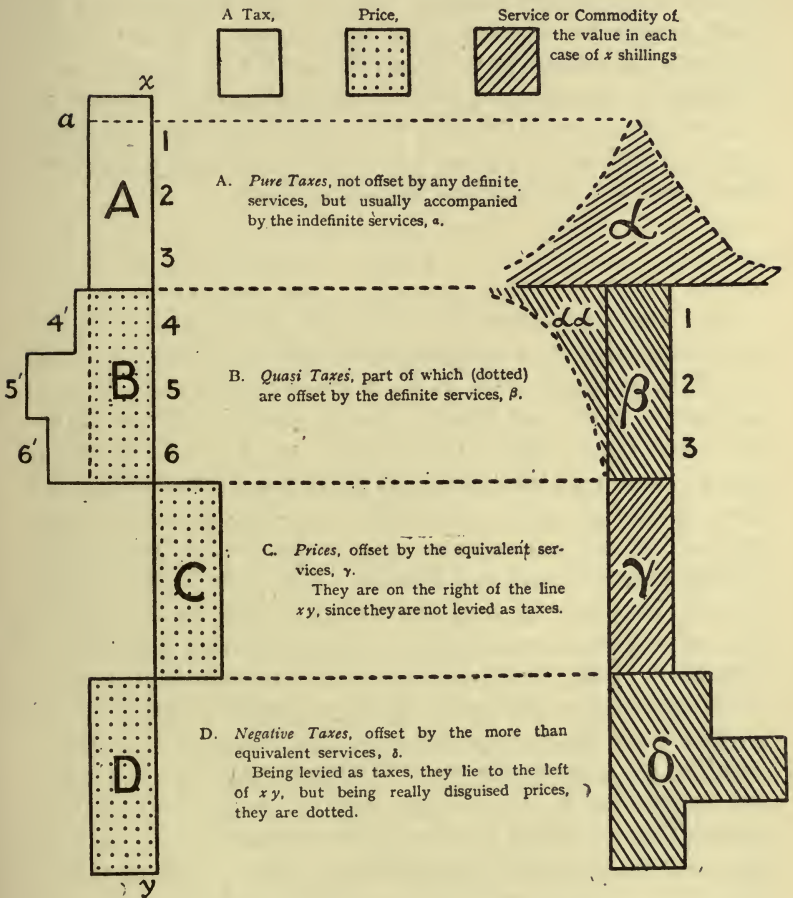 A Tax,
Price,
Service or Commodity of
the value in each
case of x shillings
x
a
1
A
2
3
A. Pure Taxes, not offset by any definite
services, but usually accompanied
by the indefinite services, α.
α
4'
4
5'
B
5
6'
6
B. Quasi Taxes, part of which (dotted)
are offset by the definite services, β.
αα
1
β
2
3
C
C. Prices, offset by the equivalent ser-
vices, γ.
They are on the right of the line
xy, since they are not levied as taxes.
γ
D
D. Negative Taxes, offset by the more than
equivalent services, δ.
Being levied as taxes, they lie to the left
of xy, but being really disguised prices,
they are dotted.
δ
y